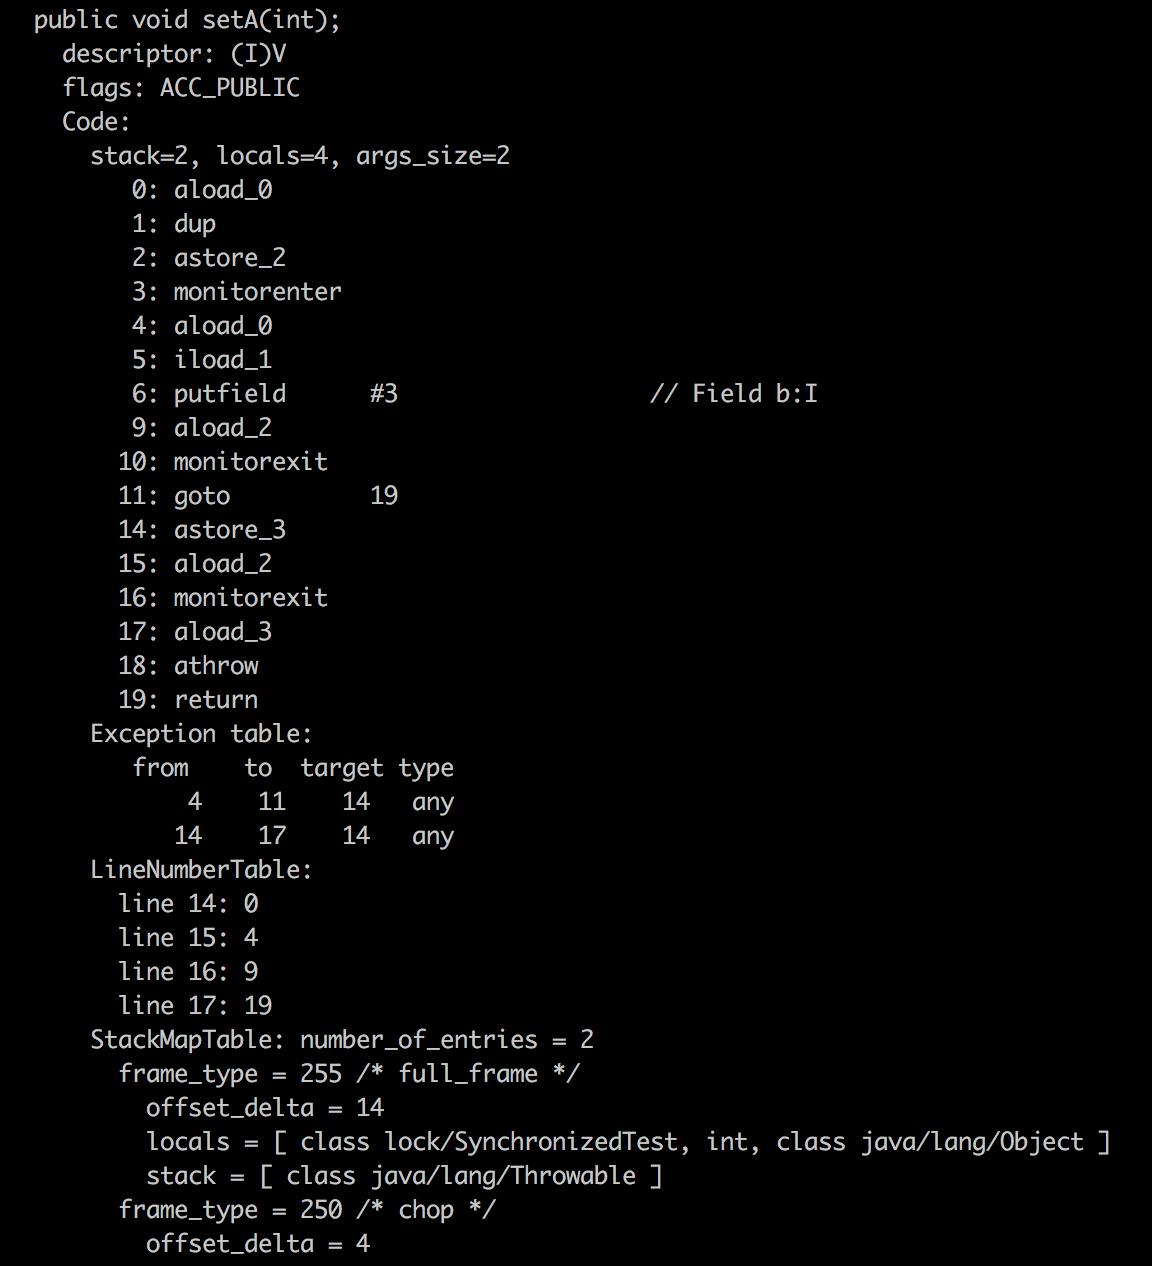 public void setA(int);
descriptor: (I)V
flags: ACC_PUBLIC
Code:
stack=2, locals=4, args_size=2
0: aload_0
1: dup
2: astore_2
3: monitorenter
4: aload_0
5: iload_1
6: putfield #3 // Field b:I
9: aload_2
10: monitorexit
11: goto 19
14: astore_3
15: aload_2
16: monitorexit
17: aload_3
18: athrow
19: return
Exception table:
from to target type
4 11 14 any
14 17 14 any
LineNumberTable:
line 14: 0
line 15: 4
line 16: 9
line 17: 19
StackMapTable: number_of_entries = 2
frame_type = 255 /* full_frame */
offset_delta = 14
locals = [ class lock/SynchronizedTest, int, class java/lang/Object ]
stack = [ class java/lang/Throwable ]
frame_type = 250 /* chop */
offset_delta = 4